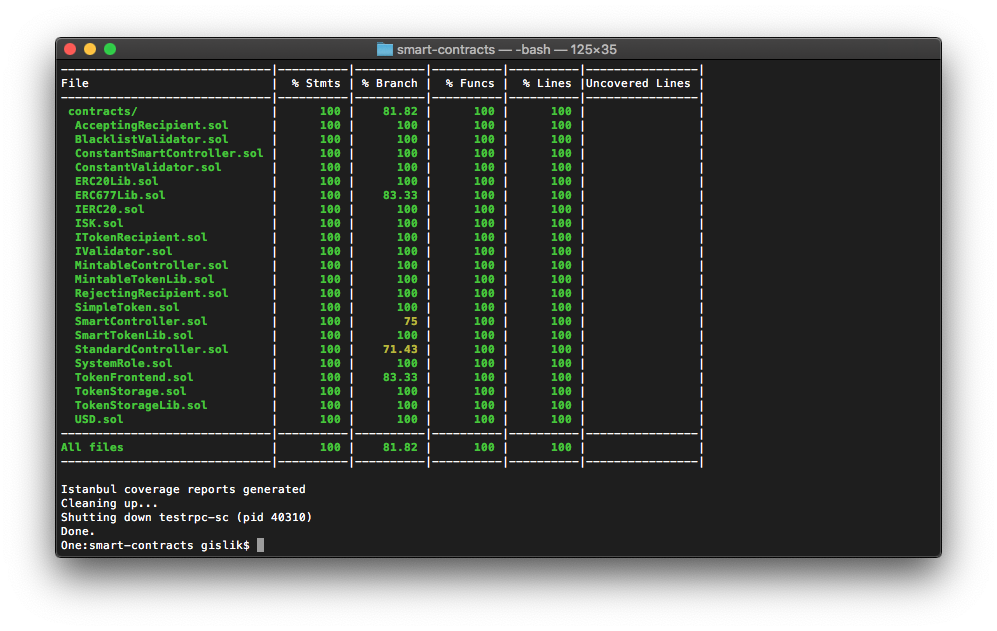 smart-contracts — -bash — 125×35
File | % Stmts | % Branch | % Funcs | % Lines |Uncovered Lines |
contracts/ | 100 | 81.82 | 100 | 100 | |
AcceptingRecipient.sol | 100 | 100 | 100 | 100 | |
BlacklistValidator.sol | 100 | 100 | 100 | 100 | |
ConstantSmartController.sol | 100 | 100 | 100 | 100 | |
ConstantValidator.sol | 100 | 100 | 100 | 100 | |
ERC20Lib.sol | 100 | 100 | 100 | 100 | |
ERC677Lib.sol | 100 | 83.33 | 100 | 100 | |
IERC20.sol | 100 | 100 | 100 | 100 | |
ISK.sol | 100 | 100 | 100 | 100 | |
ITokenRecipient.sol | 100 | 100 | 100 | 100 | |
IValidator.sol | 100 | 100 | 100 | 100 | |
MintableController.sol | 100 | 100 | 100 | 100 | |
MintableTokenLib.sol | 100 | 100 | 100 | 100 | |
RejectingRecipient.sol | 100 | 100 | 100 | 100 | |
SimpleToken.sol | 100 | 100 | 100 | 100 | |
SmartController.sol | 100 | 75 | 100 | 100 | |
SmartTokenLib.sol | 100 | 100 | 100 | 100 | |
StandardController.sol | 100 | 71.43 | 100 | 100 | |
SystemRole.sol | 100 | 100 | 100 | 100 | |
TokenFrontend.sol | 100 | 83.33 | 100 | 100 | |
TokenStorage.sol | 100 | 100 | 100 | 100 | |
TokenStorageLib.sol | 100 | 100 | 100 | 100 | |
USD.sol | 100 | 100 | 100 | 100 | |
All files | 100 | 81.82 | 100 | 100 | |
Istanbul coverage reports generated
Cleaning up...
Shutting down testrpc-sc (pid 40310)
Done.
One:smart-contracts gislik$